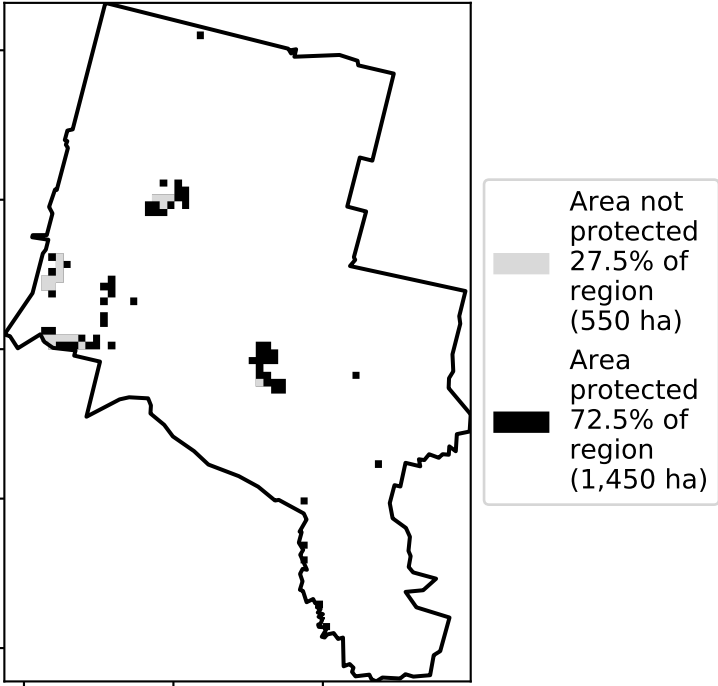 Area not
protected
27.5% of
region
(550 ha)
Area
protected
72.5% of
region
(1,450 ha)